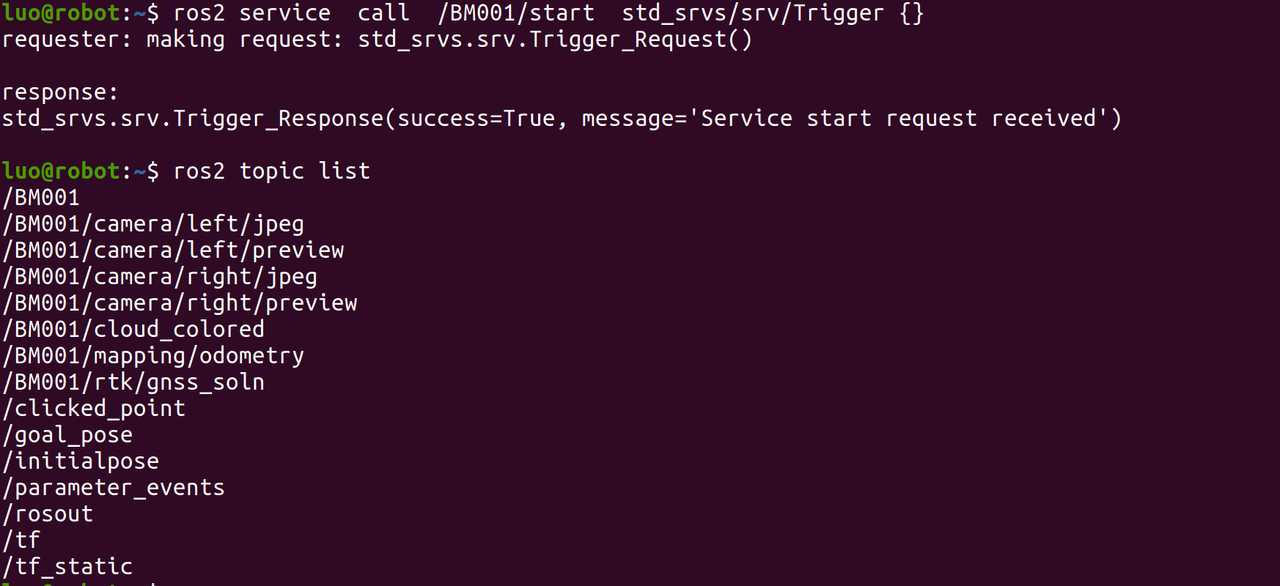 luo@robot:~$ ros2 service  call  /BM001/start  std_srvs/srv/Trigger {}
requester: making request: std_srvs.srv.Trigger_Request()
response:
std_srvs.srv.Trigger_Response(success=True, message='Service start request received')
luo@robot:~$ ros2 topic list
/BM001
/BM001/camera/left/jpeg
/BM001/camera/left/preview
/BM001/camera/right/jpeg
/BM001/camera/right/preview
/BM001/cloud_colored
/BM001/mapping/odometry
/BM001/rtk/gnss_soln
/clicked_point
/goal_pose
/initialpose
/parameter_events
/rosout
/tf
/tf_static